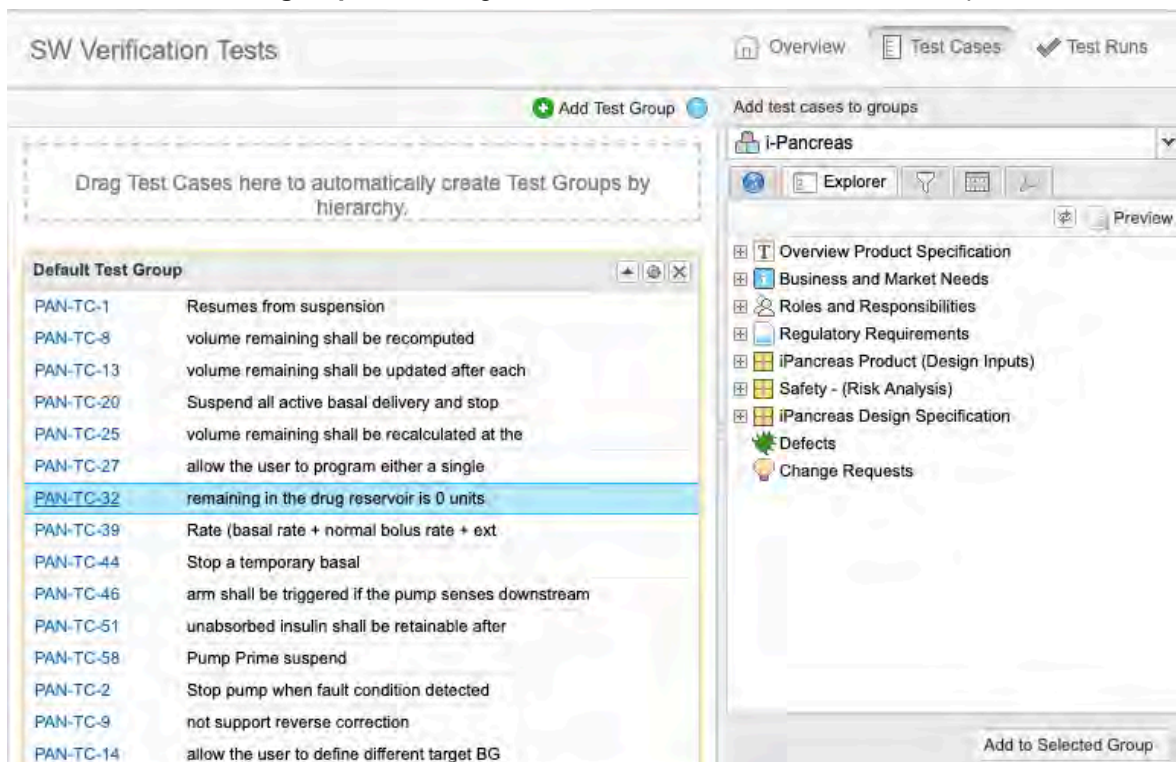 SW Verification Tests
Overview
Test Cases
Test Runs
Add Test Group
Add test cases to groups
i-Pancreas
Drag Test Cases here to automatically create Test Groups by
hierarchy.
Explorer
Preview
Default Test Group
PAN-TC-1 Resumes from suspension
PAN-TC-8 volume remaining shall be recomputed
PAN-TC-13 volume remaining shall be updated after each
PAN-TC-20 Suspend all active basal delivery and stop
PAN-TC-25 volume remaining shall be recalculated at the
PAN-TC-27 allow the user to program either a single
PAN-TC-32 remaining in the drug reservoir is 0 units
PAN-TC-39 Rate (basal rate + normal bolus rate + ext
PAN-TC-44 Stop a temporary basal
PAN-TC-46 arm shall be triggered if the pump senses downstream
PAN-TC-51 unabsorbed insulin shall be retainable after
PAN-TC-58 Pump Prime suspend
PAN-TC-2 Stop pump when fault condition detected
PAN-TC-9 not support reverse correction
PAN-TC-14 allow the user to define different target BG
T Overview Product Specification
Business and Market Needs
Roles and Responsibilities
Regulatory Requirements
iPancreas Product (Design Inputs)
Safety - (Risk Analysis)
iPancreas Design Specification
Defects
Change Requests
Add to Selected Group